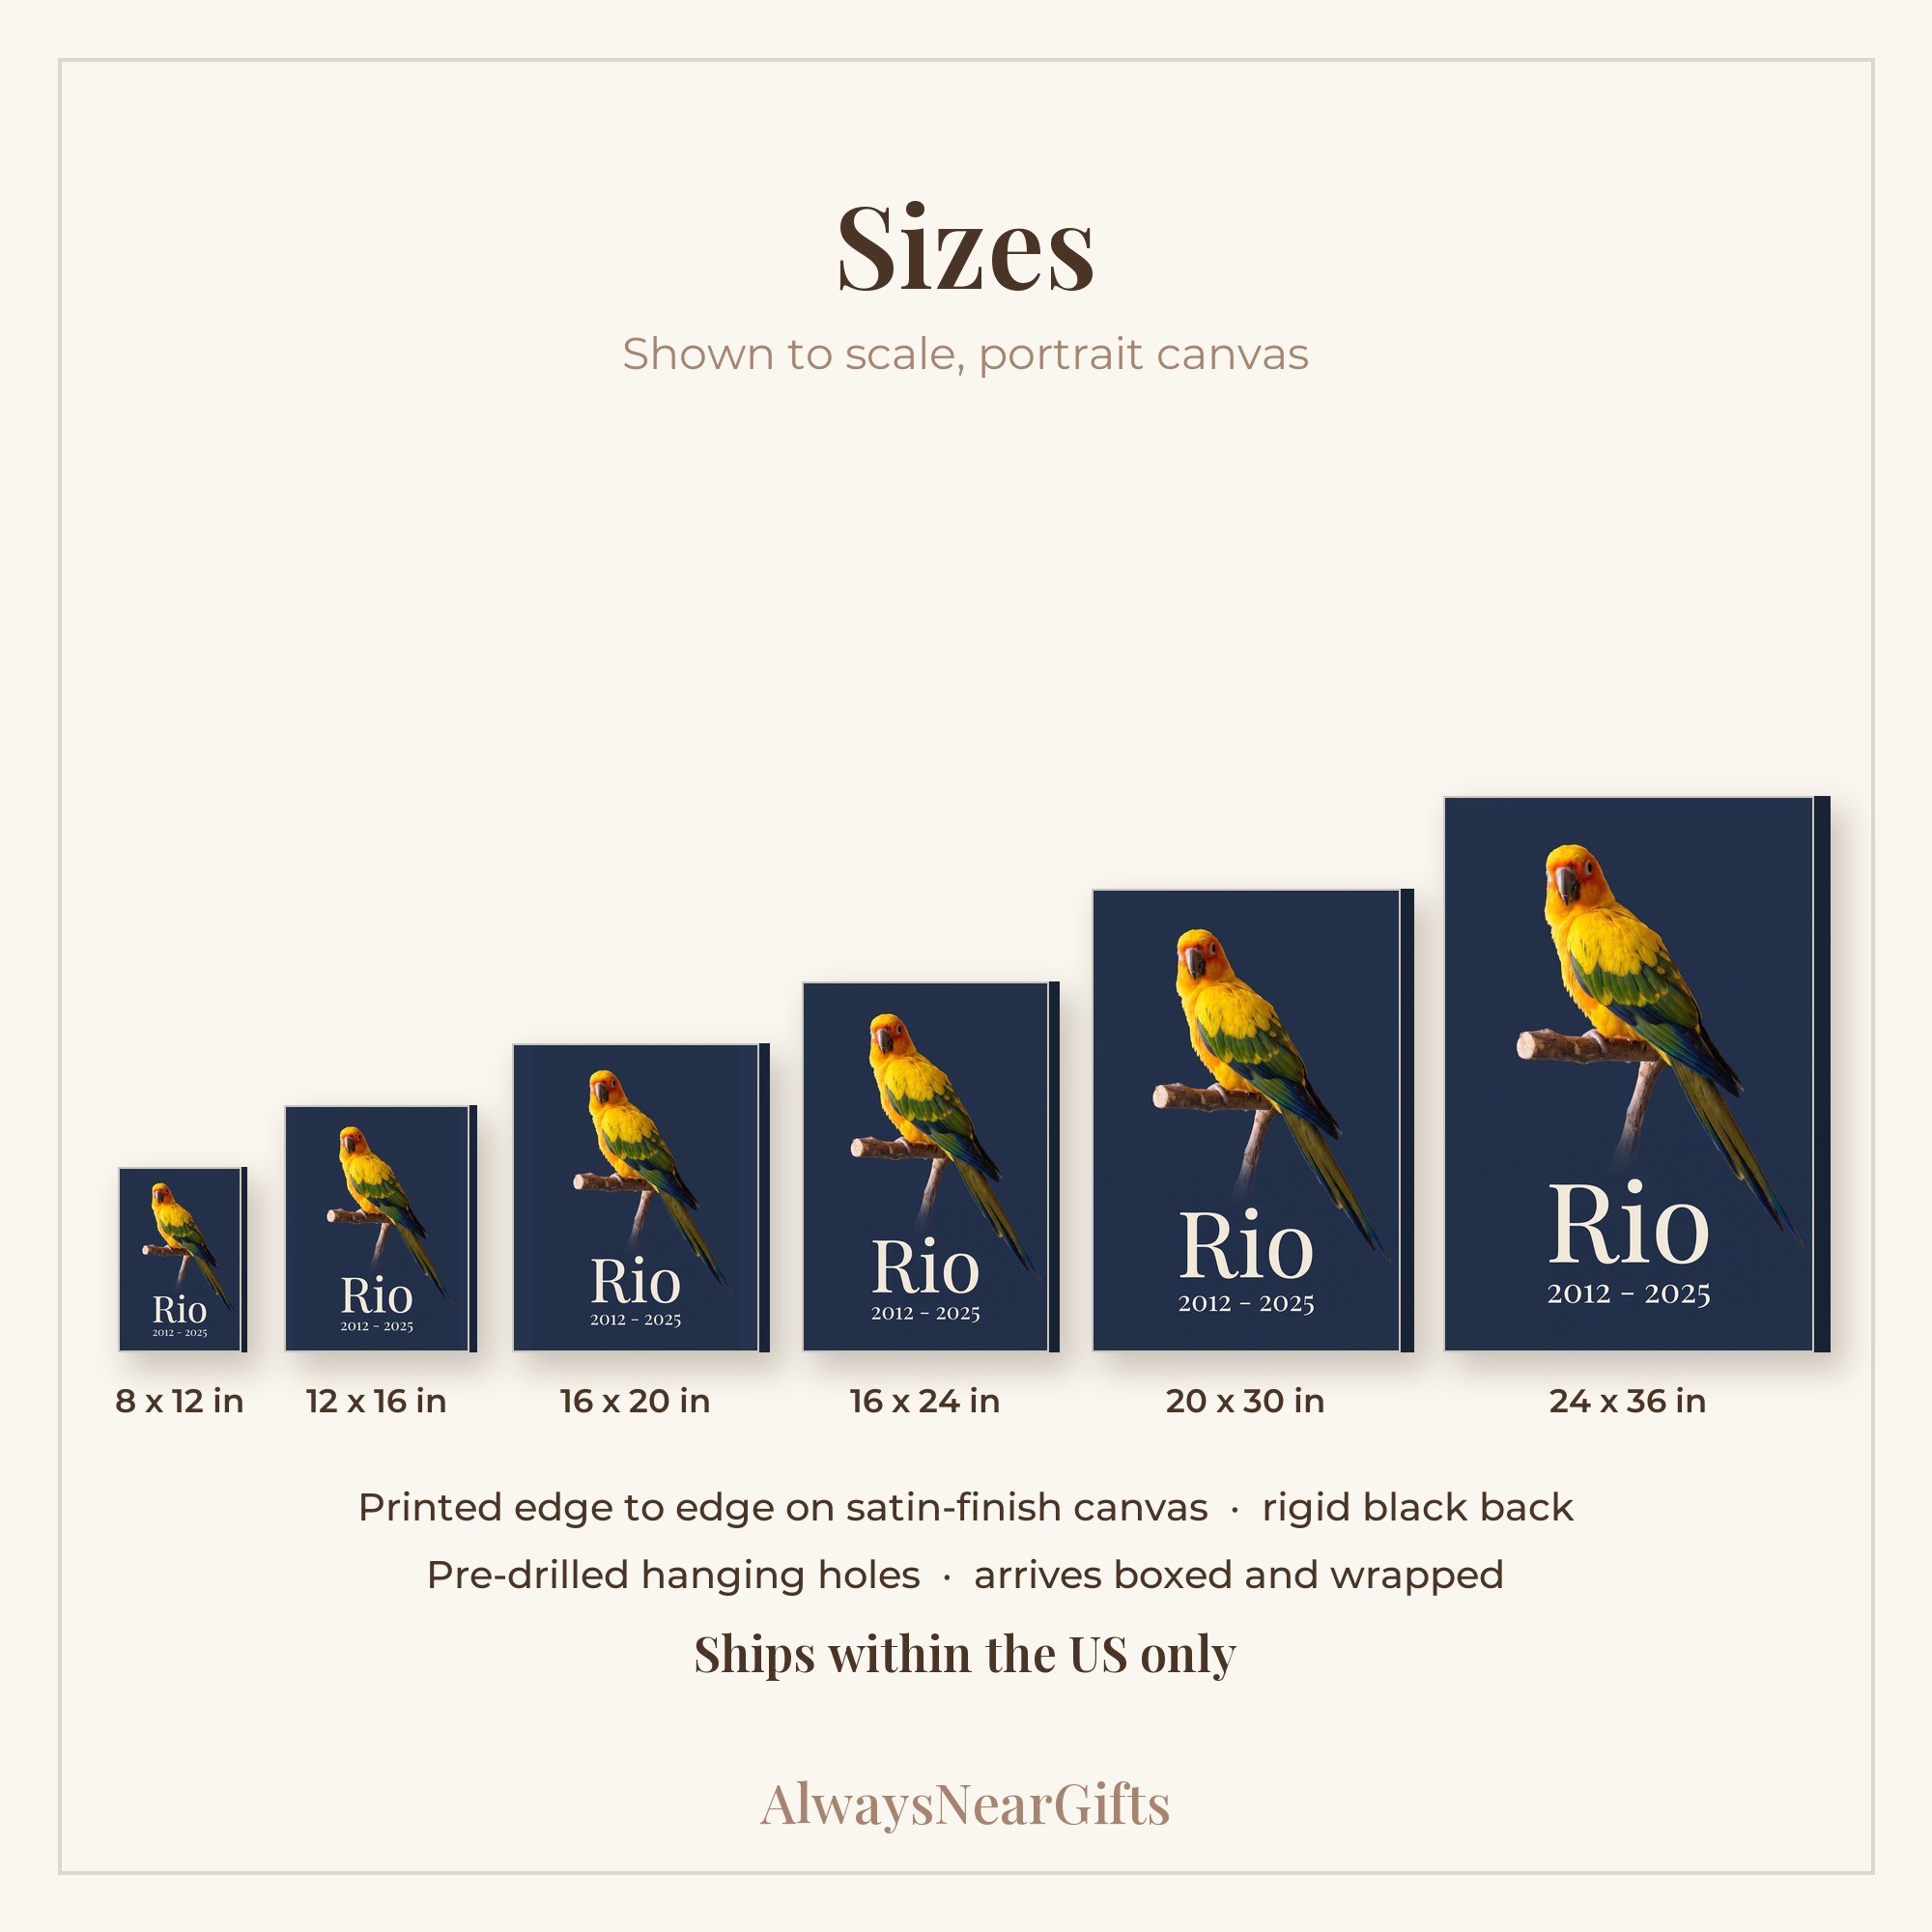 Sizes
Shown to scale, portrait canvas
Rio
2012 - 2025
Rio
2012 - 2025
Rio
2012 - 2025
Rio
2012 - 2025
Rio
2012 - 2025
Rio
2012 - 2025
8 x 12 in
12 x 16 in
16 x 20 in
16 x 24 in
20 x 30 in
24 x 36 in
Printed edge to edge on satin-finish canvas · rigid black back
Pre-drilled hanging holes · arrives boxed and wrapped
Ships within the US only
AlwaysNearGifts